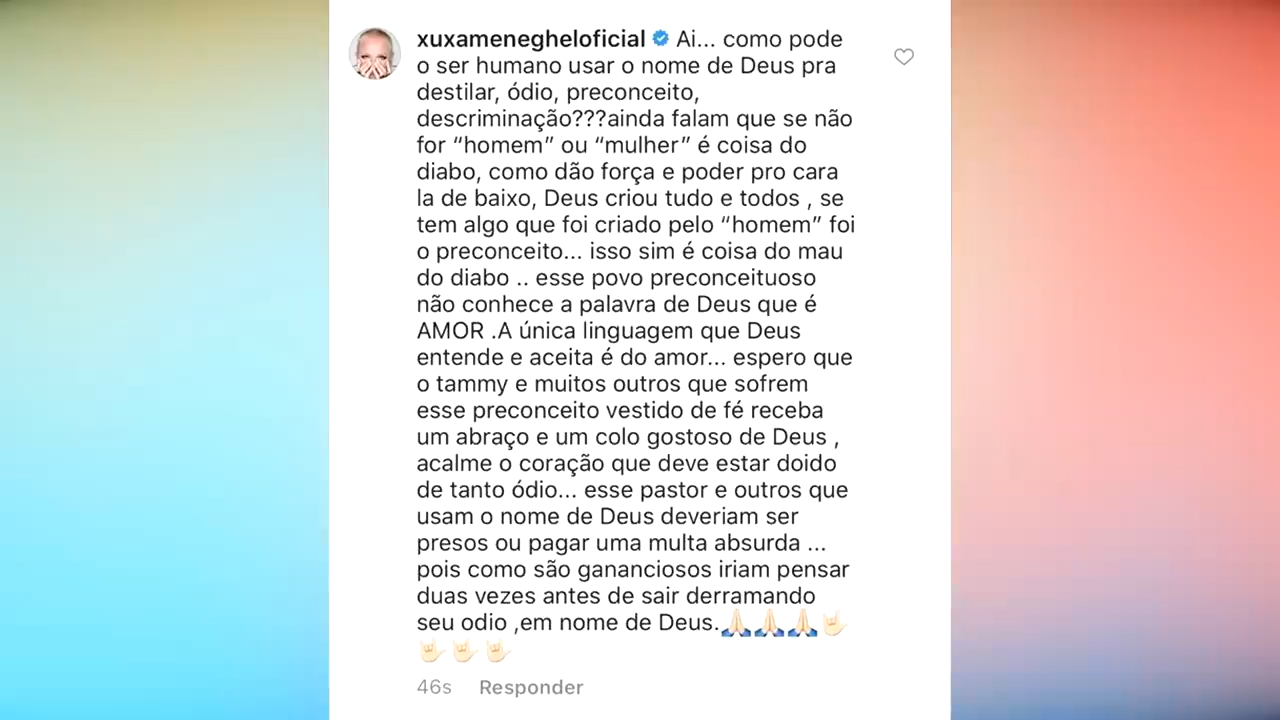 xuxamenegheloficial Ai... como pode
o ser humano usar o nome de Deus pra
destilar, ódio, preconceito,
descriminação???ainda falam que se não
for “homem” ou “mulher” é coisa do
diabo, como dão força e poder pro cara
la de baixo, Deus criou tudo e todos , se
tem algo que foi criado pelo “homem” foi
o preconceito... isso sim é coisa do mau
do diabo .. esse povo preconceituoso
não conhece a palavra de Deus que é
AMOR .A única linguagem que Deus
entende e aceita é do amor... espero que
o tammy e muitos outros que sofrem
esse preconceito vestido de fé receba
um abraço e um colo gostoso de Deus ,
acalme o coração que deve estar doido
de tanto ódio... esse pastor e outros que
usam o nome de Deus deveriam ser
presos ou pagar uma multa absurda ...
pois como são gananciosos iriam pensar
duas vezes antes de sair derramando
seu odio ,em nome de Deus.🙏🏻🙏🏻🙏🏻🤟🏻
🤟🏻🤟🏻🤟🏻
46s Responder